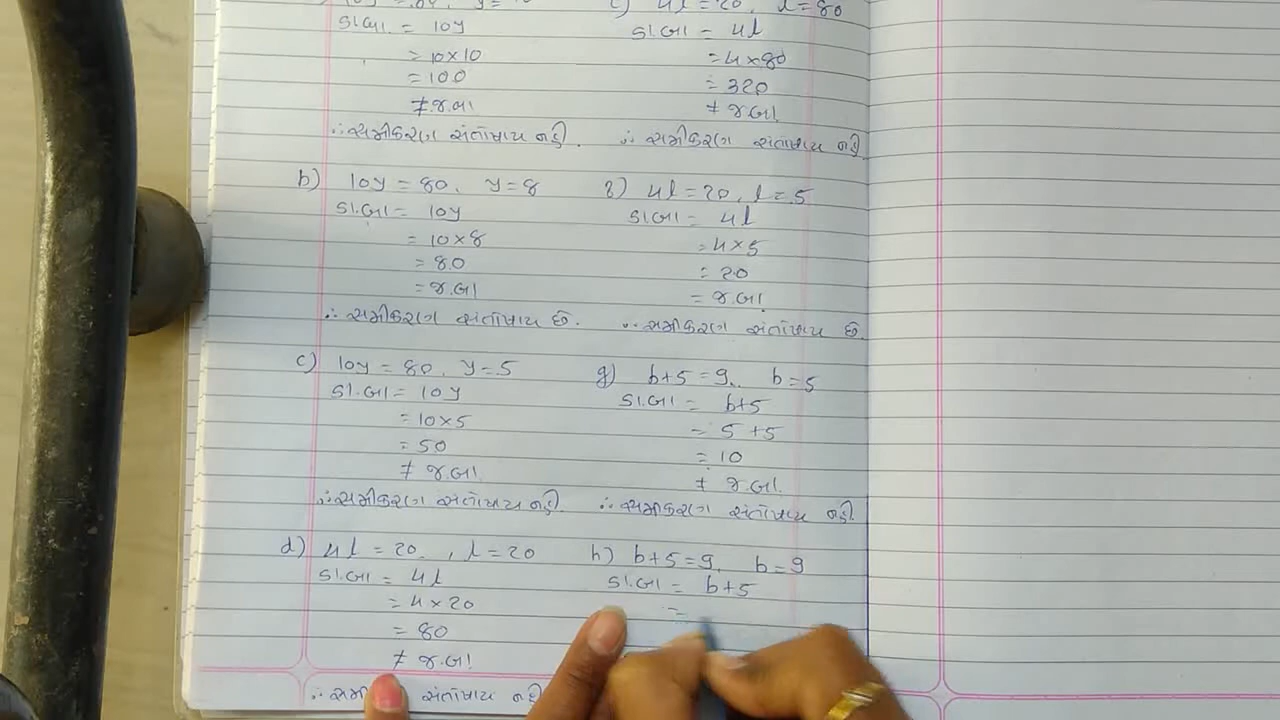 ડા.બા. = 10y
= 10 × 10
= 100
≠ જ.બા
∴ સમીકરણ સંતોષાય નહી.
b) 10y = 80, y = 8
ડા.બા = 10y
= 10 × 8
= 80
= જ.બા
∴ સમીકરણ સંતોષાય છે.
c) 10y = 80, y = 5
ડા.બા = 10y
= 10 × 5
= 50
≠ જ.બા.
∴ સમીકરણ સંતોષાય નહી.
d) 4l = 20, l = 20
ડા.બા = 4l
= 4 × 20
= 80
≠ જ.બા.
4l = 20, l = 80
ડા.બા = 4l
= 4 × 80
= 320
≠ જ.બા.
∴ સમીકરણ સંતોષાય નહી.
4l = 20, l = 5
ડા.બા = 4l
= 4 × 5
= 20
= જ.બા.
∴ સમીકરણ સંતોષાય છે.
g) b+5 = 9, b = 5
ડા.બા = b+5
= 5 + 5
= 10
≠ જ.બા.
∴ સમીકરણ સંતોષાય નહી.
h) b+5 = 9, b = 9
ડા.બા = b+5
=